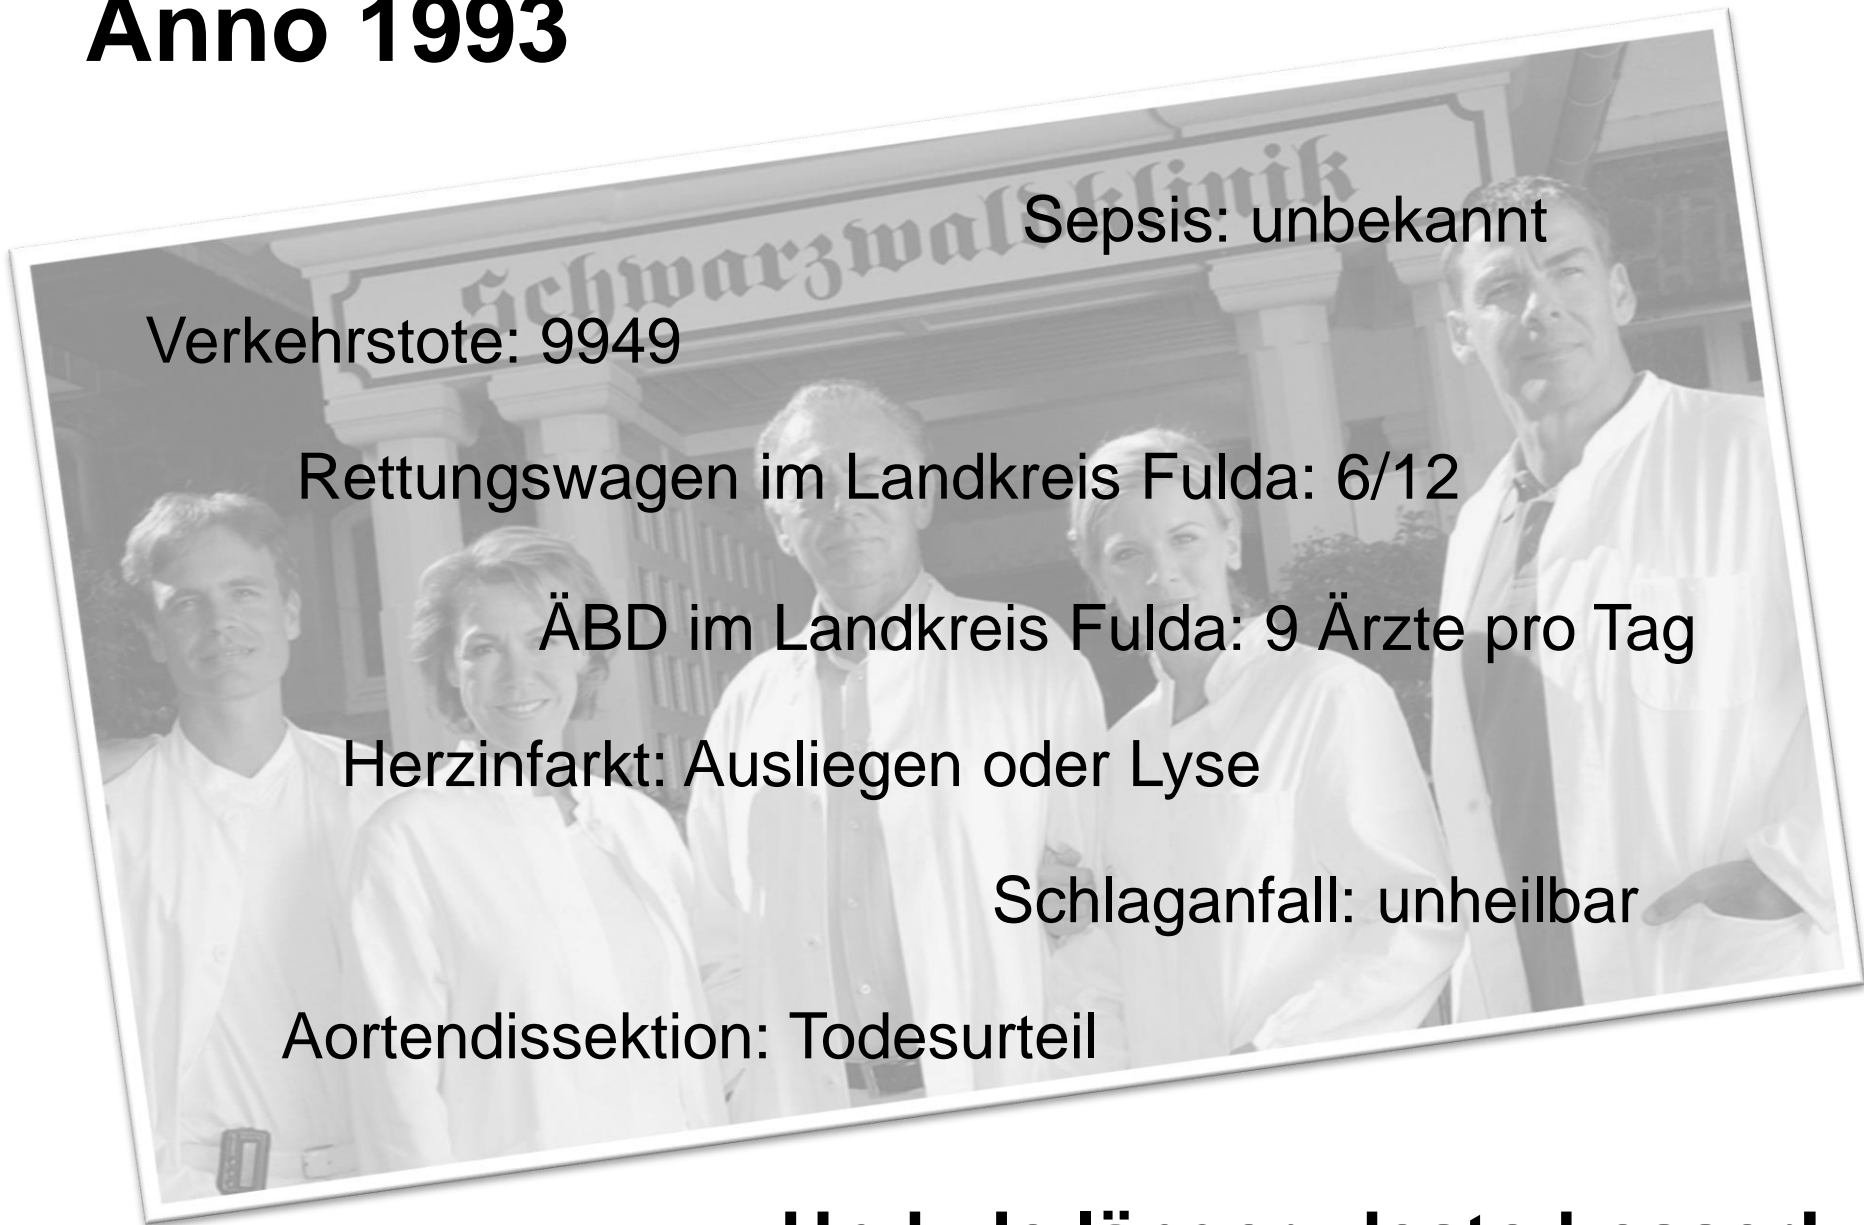 Anno 1993
Schwarzwaldklinik
Sepsis: unbekannt
Verkehrstote: 9949
Rettungswagen im Landkreis Fulda: 6/12
ÄBD im Landkreis Fulda: 9 Ärzte pro Tag
Herzinfarkt: Ausliegen oder Lyse
Schlaganfall: unheilbar
Aortendissektion: Todesurteil